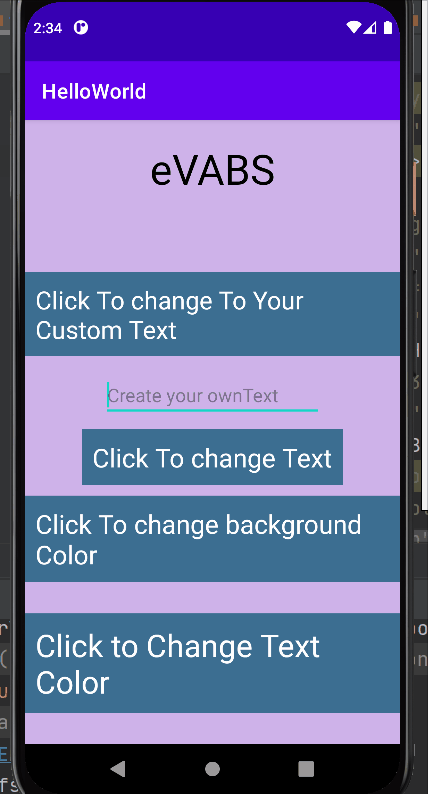 2:34
HelloWorld
eVABS
Click To change To Your
Custom Text
Create your ownText
Click To change Text
Click To change background
Color
Click to Change Text
Color